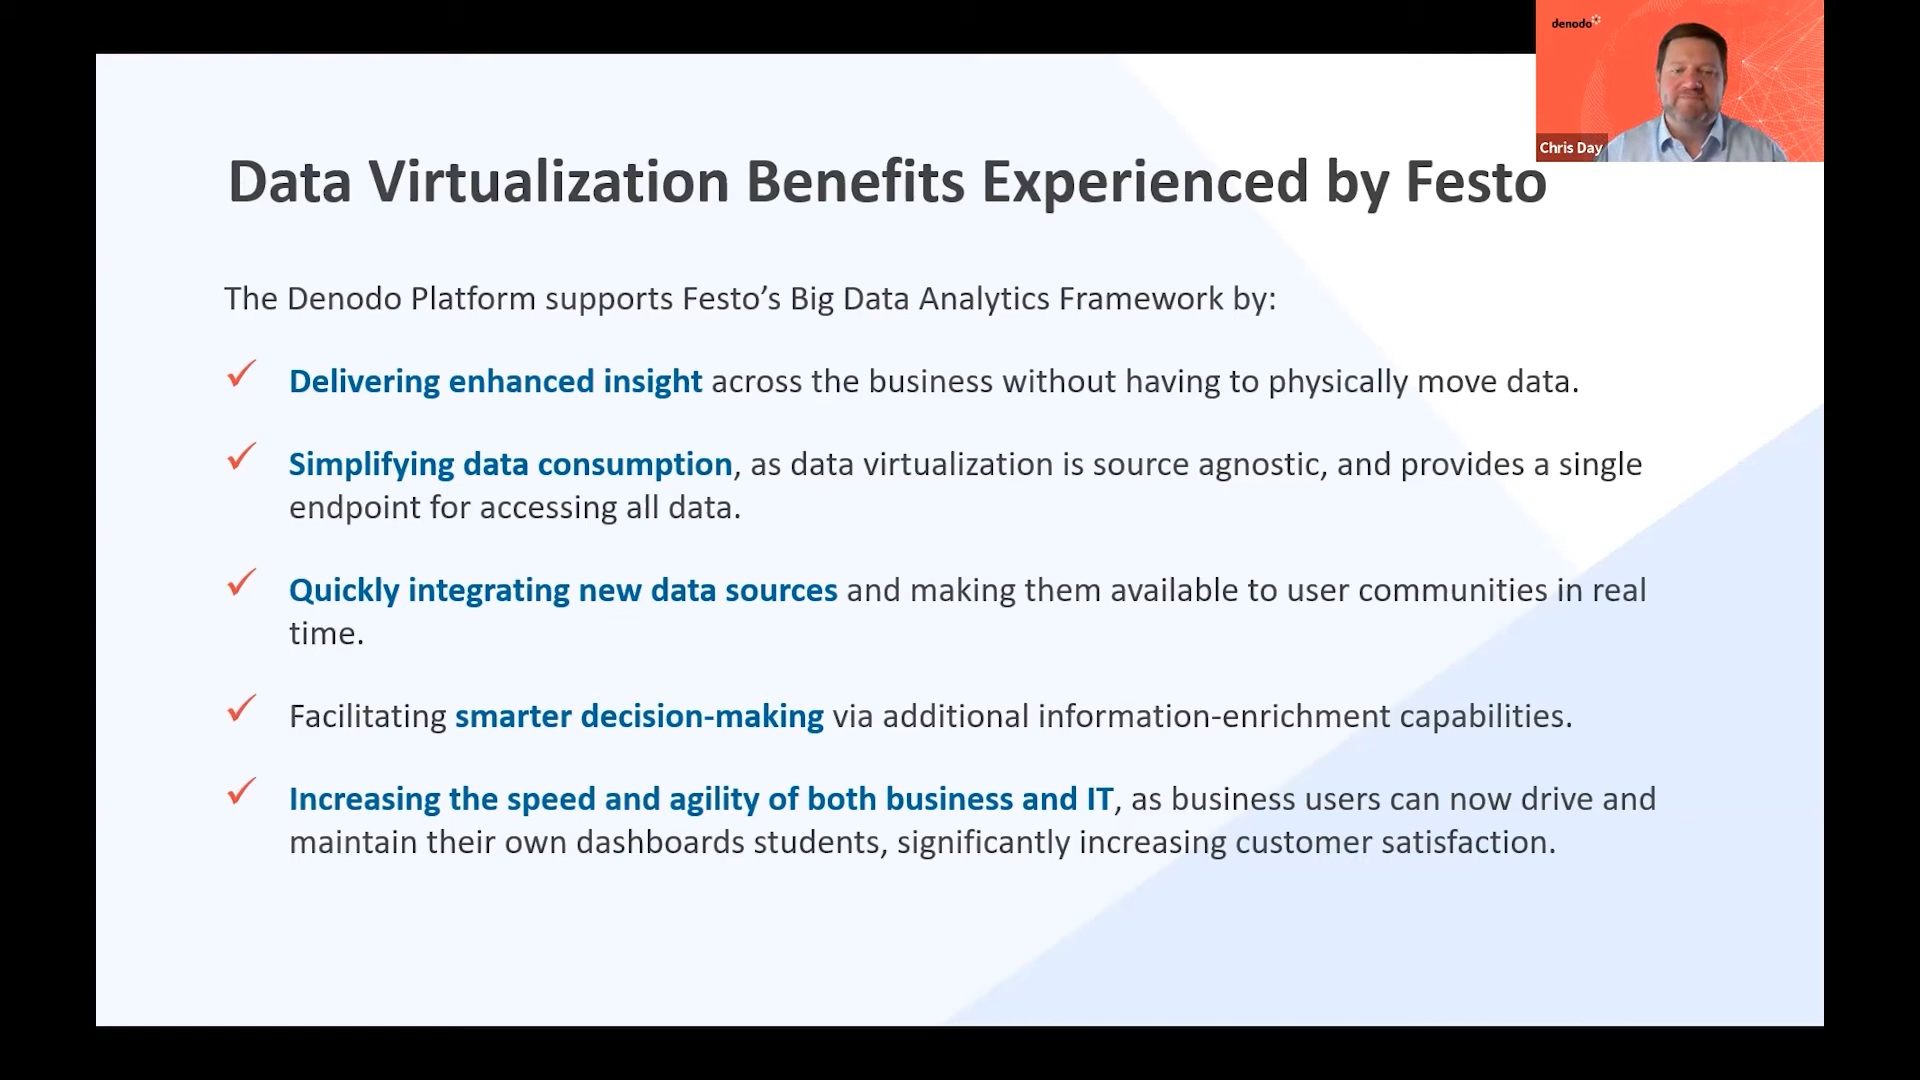 denodo
Chris Day
Data Virtualization Benefits Experienced by Festo
The Denodo Platform supports Festo’s Big Data Analytics Framework by:
Delivering enhanced insight across the business without having to physically move data.
Simplifying data consumption, as data virtualization is source agnostic, and provides a single
endpoint for accessing all data.
Quickly integrating new data sources and making them available to user communities in real
time.
Facilitating smarter decision-making via additional information-enrichment capabilities.
Increasing the speed and agility of both business and IT, as business users can now drive and
maintain their own dashboards students, significantly increasing customer satisfaction.